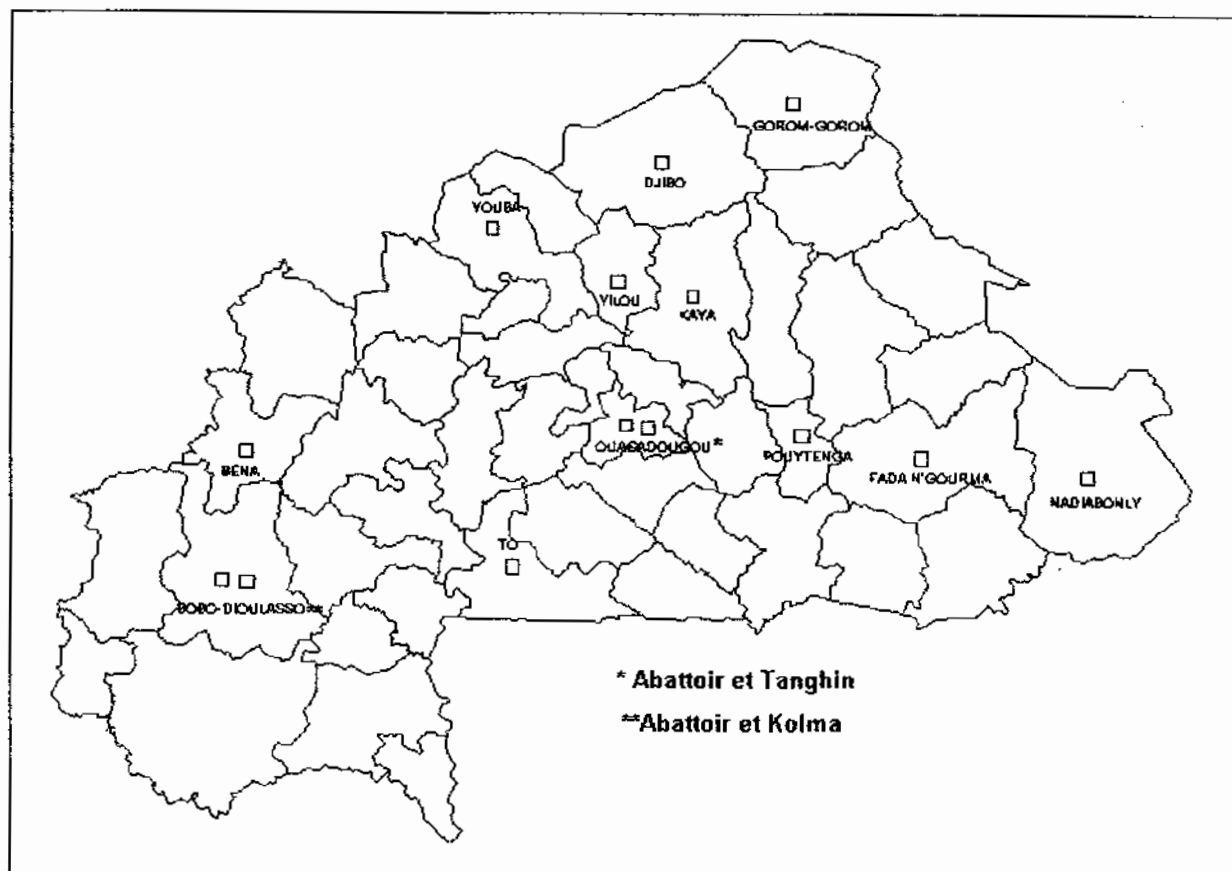 GOROM-GOROM
DJIBO
YOUBA
YILOU
KAYA
OUAGADOUGOU*
POUYTENGA
BENA
FADA N'GOURMA
NADIABONLY
TO
BOBO-DIOULASSO**
* Abattoir et Tanghin
**Abattoir et Kolma